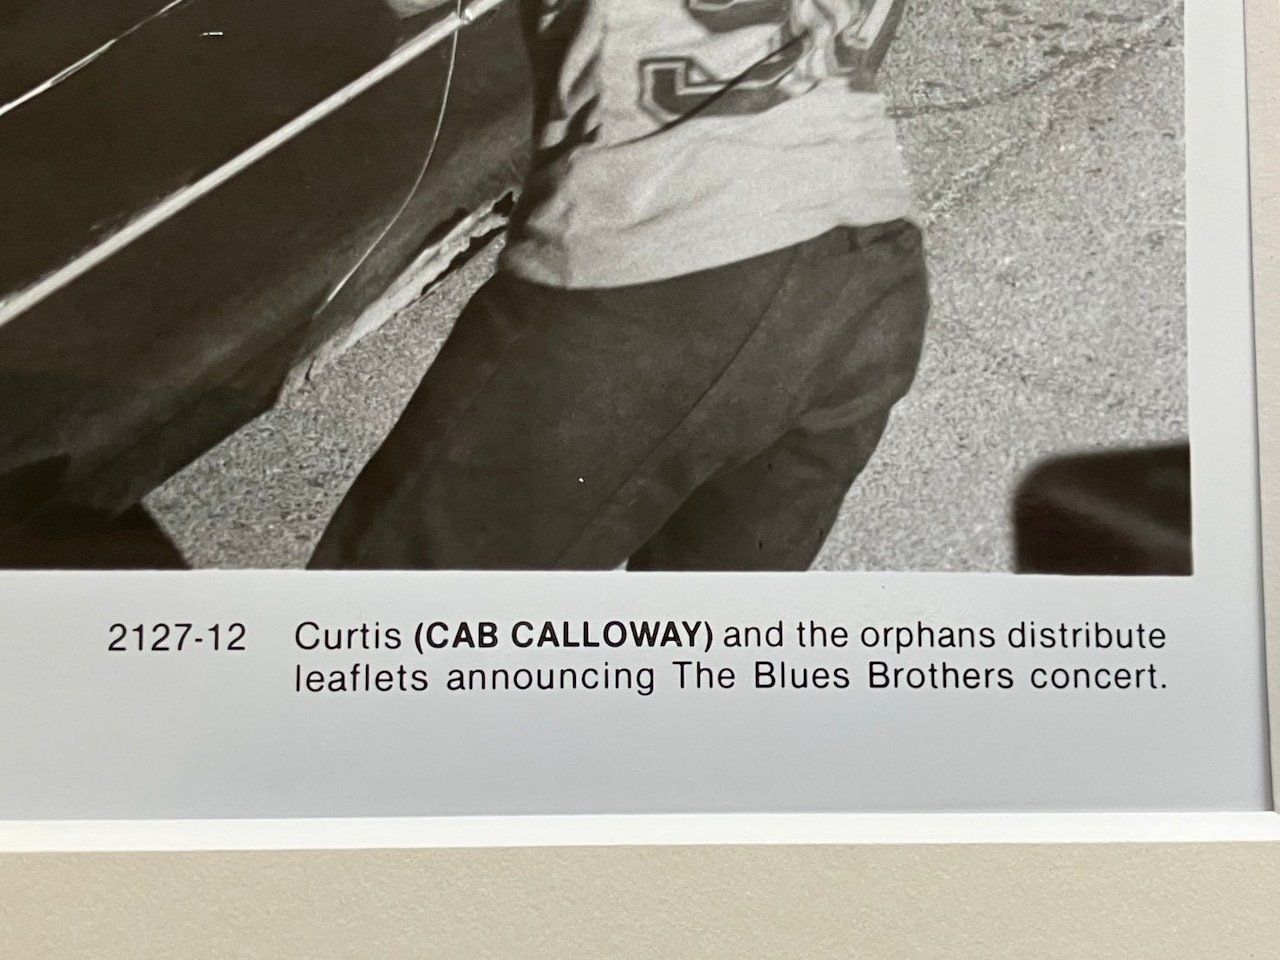 2127-12 Curtis (CAB CALLOWAY) and the orphans distribute
leaflets announcing The Blues Brothers concert.